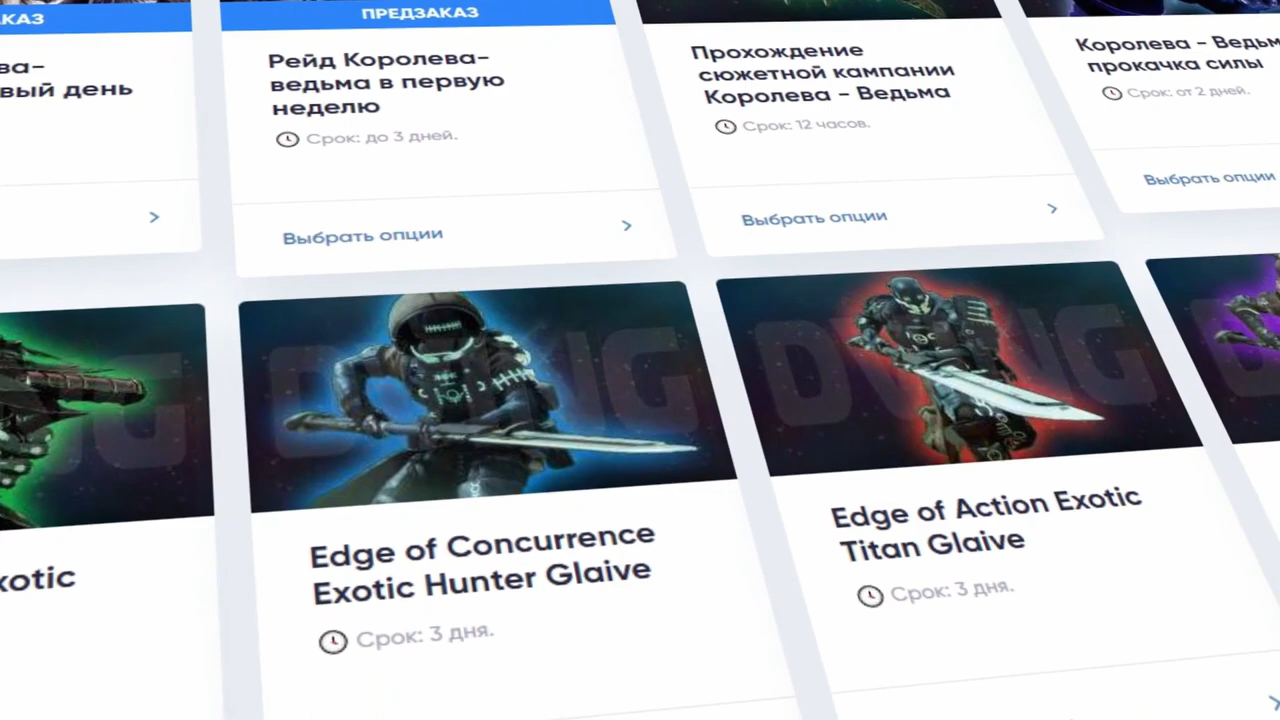 КАЗ
ва-
вый день
ПРЕДЗАКАЗ
Рейд Королева-
ведьма в первую
неделю
Срок: до 3 дней.
Выбрать опции
Прохождение
сюжетной кампании
Королева - Ведьма
Срок: 12 часов.
Выбрать опции
Королева - Ведьм
прокачка силы
Срок: от 2 дней.
Выбрать опции
xotic
Edge of Concurrence
Exotic Hunter Glaive
Срок: 3 дня.
Edge of Action Exotic
Titan Glaive
Срок: 3 дня.